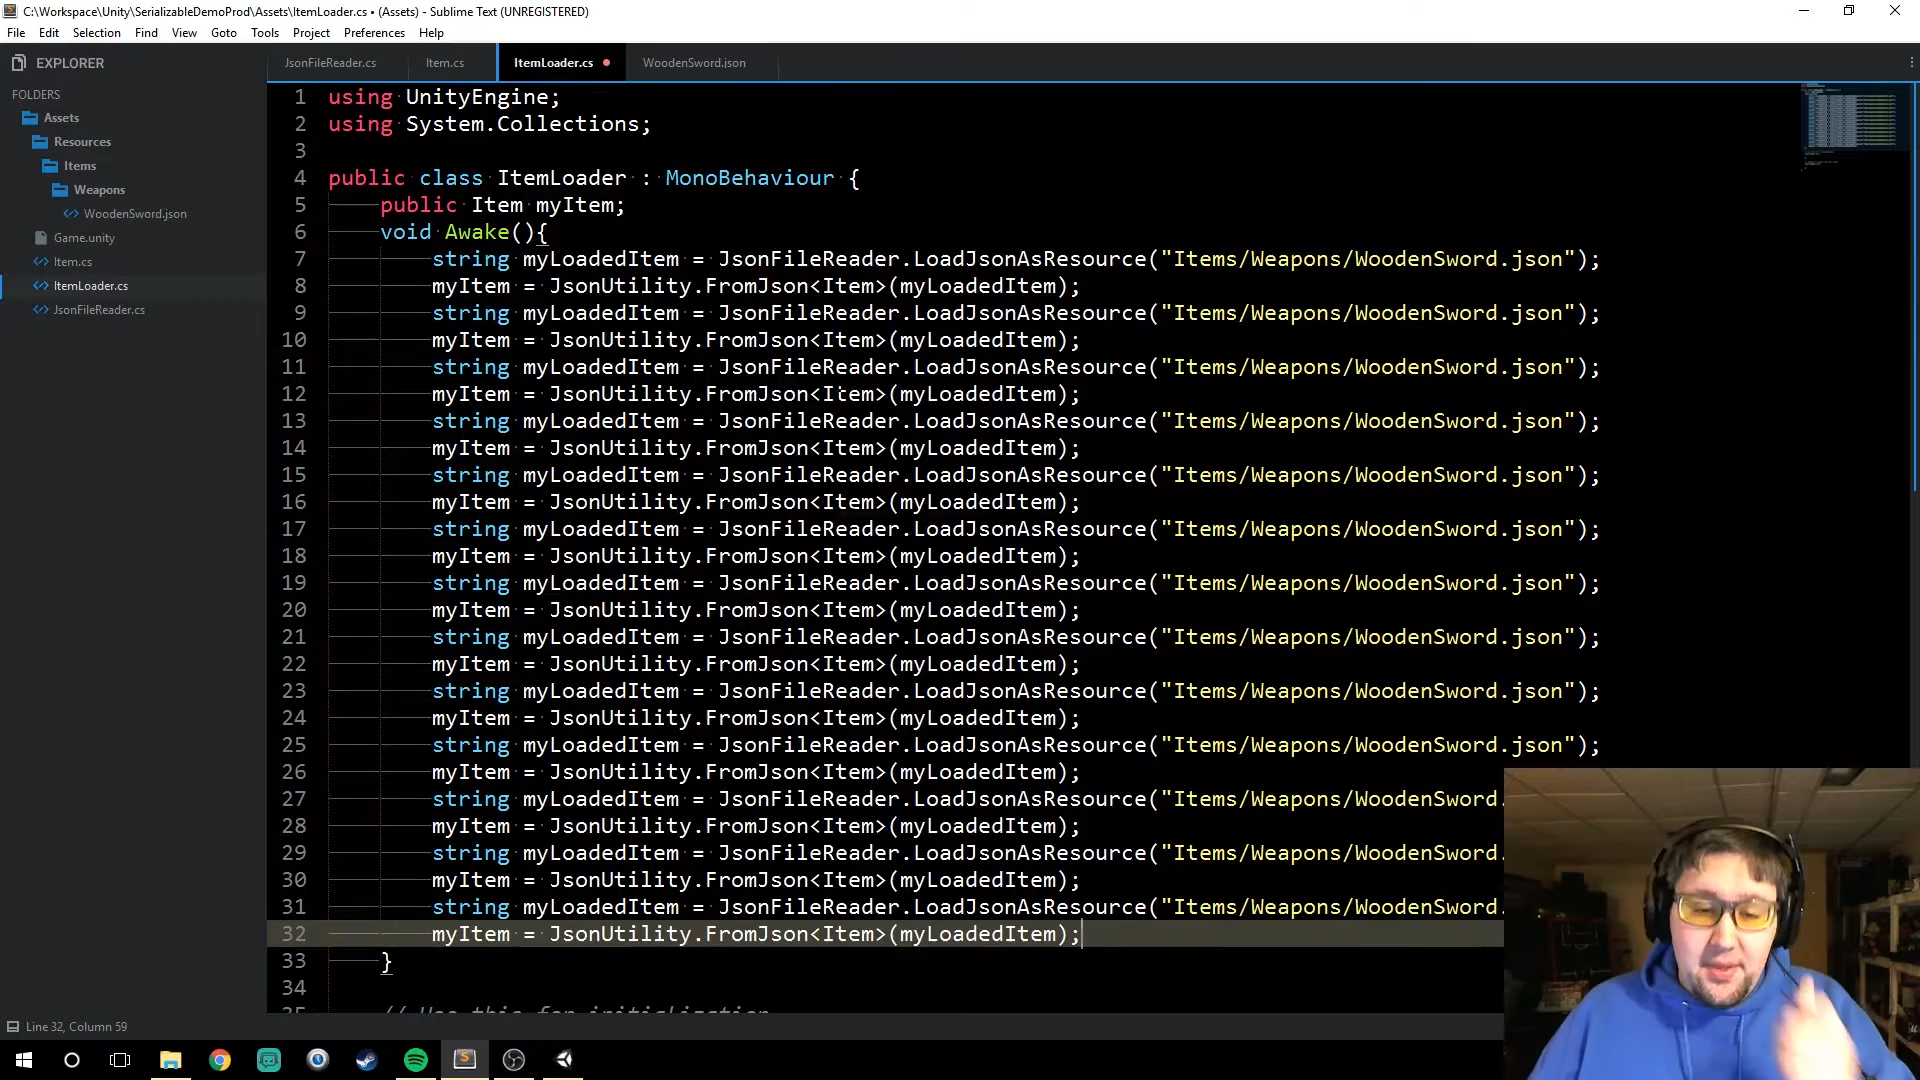 C:\Workspace\Unity\SerializableDemoProd\Assets\ItemLoader.cs • (Assets) - Sublime Text (UNREGISTERED)
File Edit Selection Find View Goto Tools Project Preferences Help
EXPLORER
JsonFileReader.cs Item.cs ItemLoader.cs WoodenSword.json
FOLDERS
Assets
Resources
Items
Weapons
WoodenSword.json
Game.unity
Item.cs
ItemLoader.cs
JsonFileReader.cs
1 using UnityEngine;
2 using System.Collections;
3
4 public class ItemLoader : MonoBehaviour {
5 public Item myItem;
6 void Awake(){
7 string myLoadedItem = JsonFileReader.LoadJsonAsResource("Items/Weapons/WoodenSword.json");
8 myItem = JsonUtility.FromJson<Item>(myLoadedItem);
9 string myLoadedItem = JsonFileReader.LoadJsonAsResource("Items/Weapons/WoodenSword.json");
10 myItem = JsonUtility.FromJson<Item>(myLoadedItem);
11 string myLoadedItem = JsonFileReader.LoadJsonAsResource("Items/Weapons/WoodenSword.json");
12 myItem = JsonUtility.FromJson<Item>(myLoadedItem);
13 string myLoadedItem = JsonFileReader.LoadJsonAsResource("Items/Weapons/WoodenSword.json");
14 myItem = JsonUtility.FromJson<Item>(myLoadedItem);
15 string myLoadedItem = JsonFileReader.LoadJsonAsResource("Items/Weapons/WoodenSword.json");
16 myItem = JsonUtility.FromJson<Item>(myLoadedItem);
17 string myLoadedItem = JsonFileReader.LoadJsonAsResource("Items/Weapons/WoodenSword.json");
18 myItem = JsonUtility.FromJson<Item>(myLoadedItem);
19 string myLoadedItem = JsonFileReader.LoadJsonAsResource("Items/Weapons/WoodenSword.json");
20 myItem = JsonUtility.FromJson<Item>(myLoadedItem);
21 string myLoadedItem = JsonFileReader.LoadJsonAsResource("Items/Weapons/WoodenSword.json");
22 myItem = JsonUtility.FromJson<Item>(myLoadedItem);
23 string myLoadedItem = JsonFileReader.LoadJsonAsResource("Items/Weapons/WoodenSword.json");
24 myItem = JsonUtility.FromJson<Item>(myLoadedItem);
25 string myLoadedItem = JsonFileReader.LoadJsonAsResource("Items/Weapons/WoodenSword.json");
26 myItem = JsonUtility.FromJson<Item>(myLoadedItem);
27 string myLoadedItem = JsonFileReader.LoadJsonAsResource("Items/Weapons/WoodenSword.
28 myItem = JsonUtility.FromJson<Item>(myLoadedItem);
29 string myLoadedItem = JsonFileReader.LoadJsonAsResource("Items/Weapons/WoodenSword.
30 myItem = JsonUtility.FromJson<Item>(myLoadedItem);
31 string myLoadedItem = JsonFileReader.LoadJsonAsResource("Items/Weapons/WoodenSword.
32 myItem = JsonUtility.FromJson<Item>(myLoadedItem);
33 }
34
35 // Use this for initialization
Line 32, Column 59